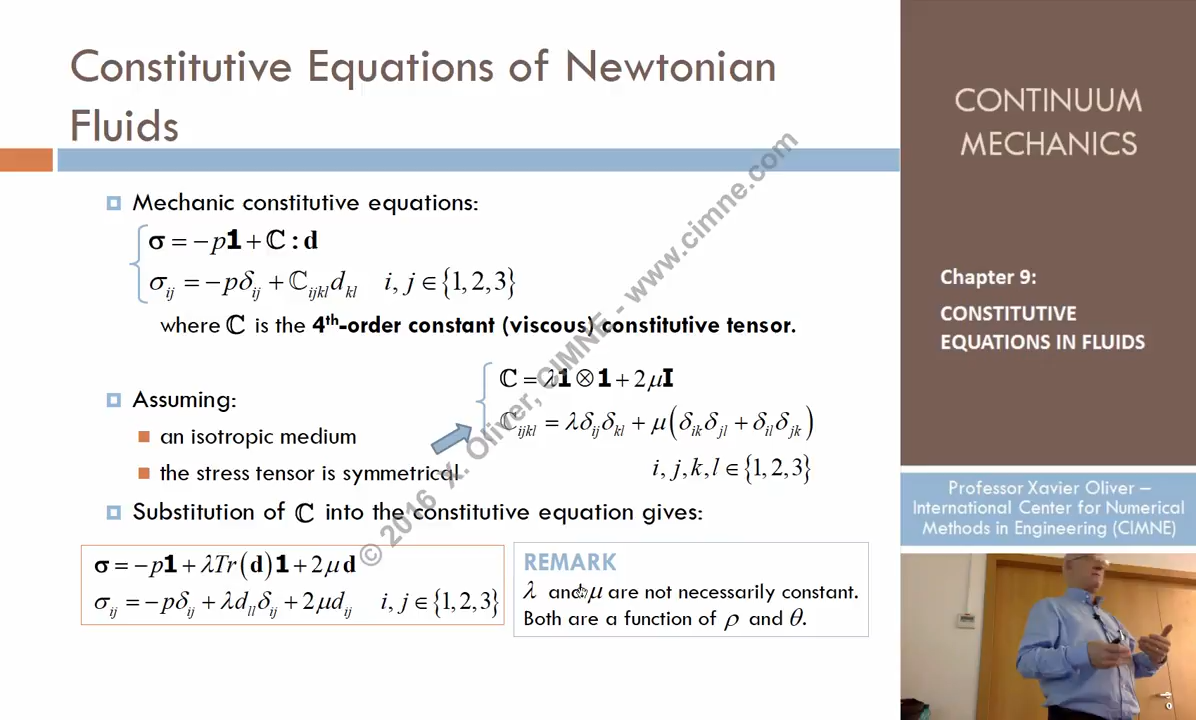 Constitutive Equations of Newtonian
Fluids
Mechanic constitutive equations:
σ = −p1 + ℂ : d
σ_ij = −pδ_ij + ℂ_ijkl d_kl   i, j ∈ {1, 2, 3}
where ℂ is the 4th-order constant (viscous) constitutive tensor.
Assuming:
an isotropic medium
the stress tensor is symmetrical
ℂ = λ1 ⊗ 1 + 2μI
ℂ_ijkl = λδ_ij δ_kl + μ(δ_ik δ_jl + δ_il δ_jk)
i, j, k, l ∈ {1, 2, 3}
Substitution of ℂ into the constitutive equation gives:
σ = −p1 + λTr(d)1 + 2μd
σ_ij = −pδ_ij + λd_ll δ_ij + 2μd_ij   i, j ∈ {1, 2, 3}
REMARK
λ and μ are not necessarily constant.
Both are a function of ρ and θ.
© 2016 X. Oliver, CIMNE - www.cimne.com
CONTINUUM
MECHANICS
Chapter 9:
CONSTITUTIVE
EQUATIONS IN FLUIDS
Professor Xavier Oliver –
International Center for Numerical
Methods in Engineering (CIMNE)